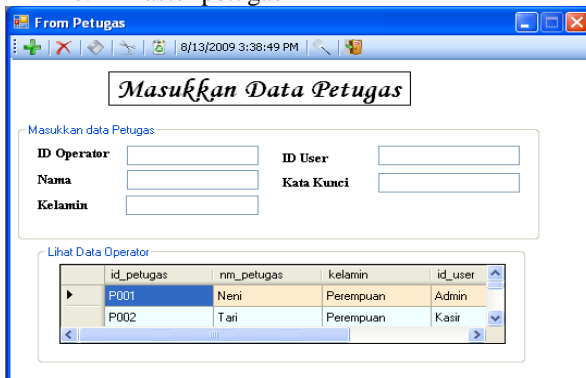 From Petugas
8/13/2009 3:38:49 PM
Masukkan Data Petugas
Masukkan data Petugas
ID Operator
ID User
Nama
Kata Kunci
Kelamin
Lihat Data Operator
id_petugas nm_petugas kelamin id_user
P001 Neni Perempuan Admin
P002 Tari Perempuan Kasir